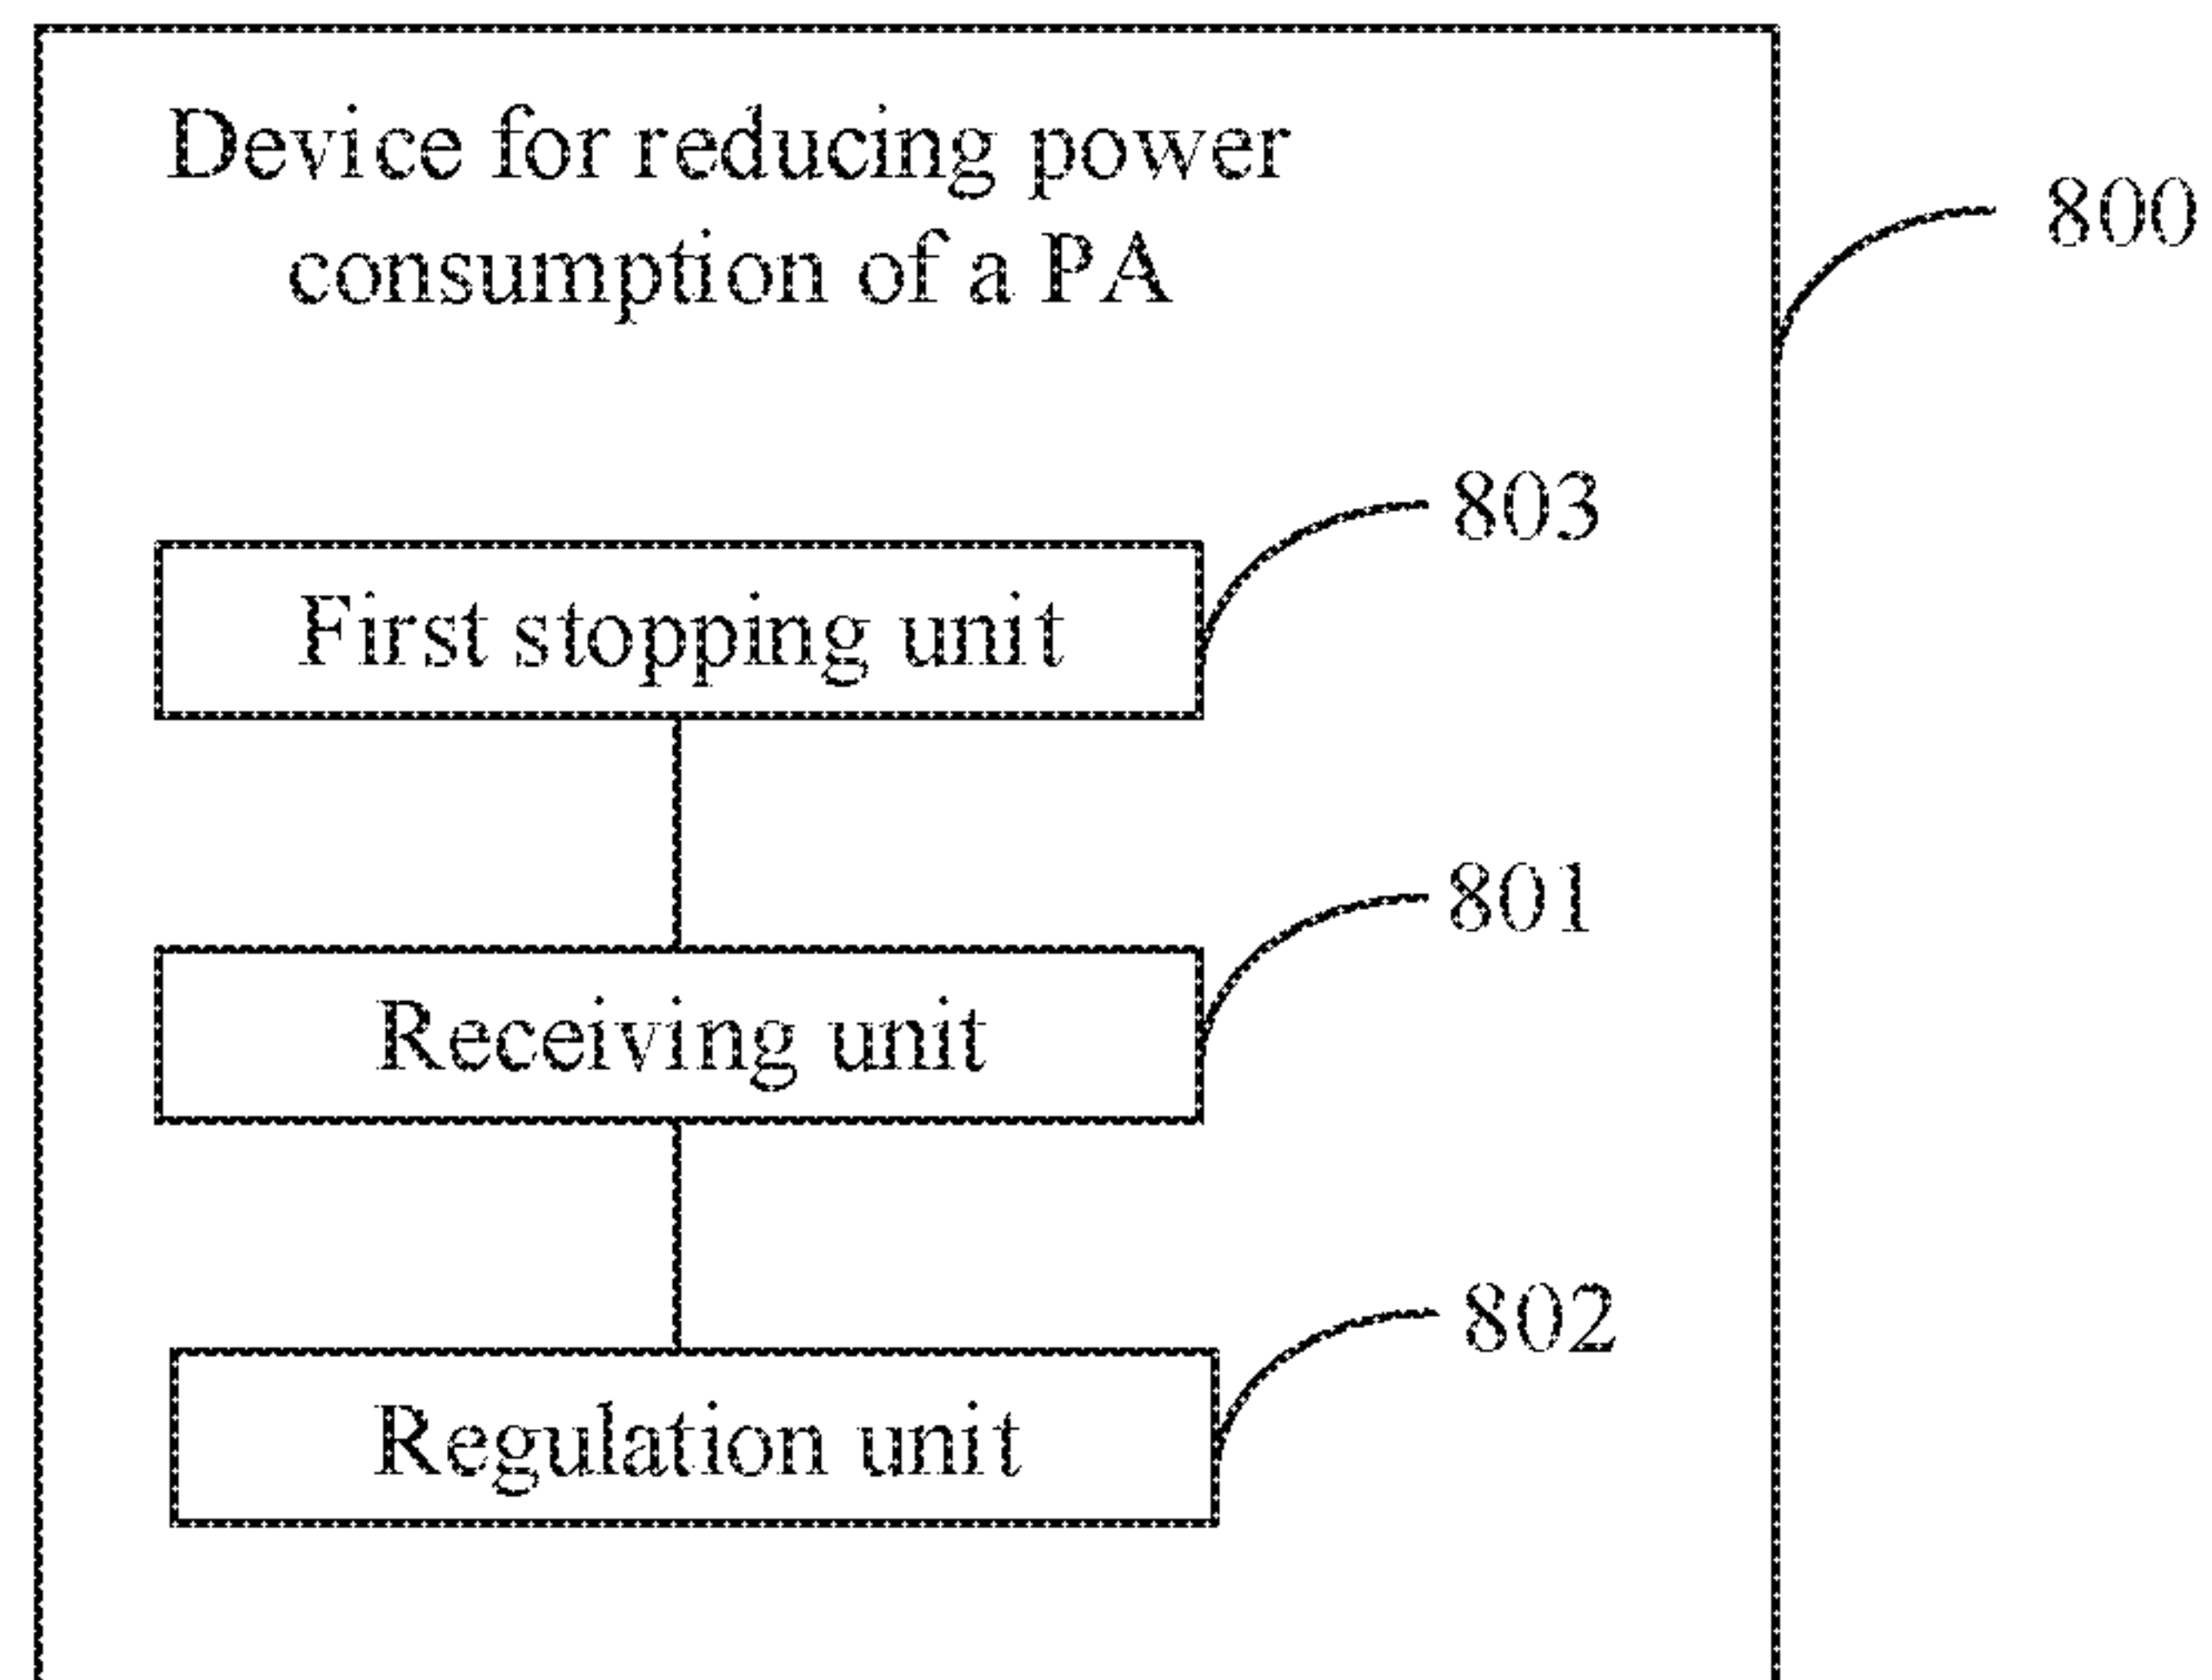 Device for reducing power
consumption of a PA
800
803
First stopping unit
801
Receiving unit
802
Regulation unit